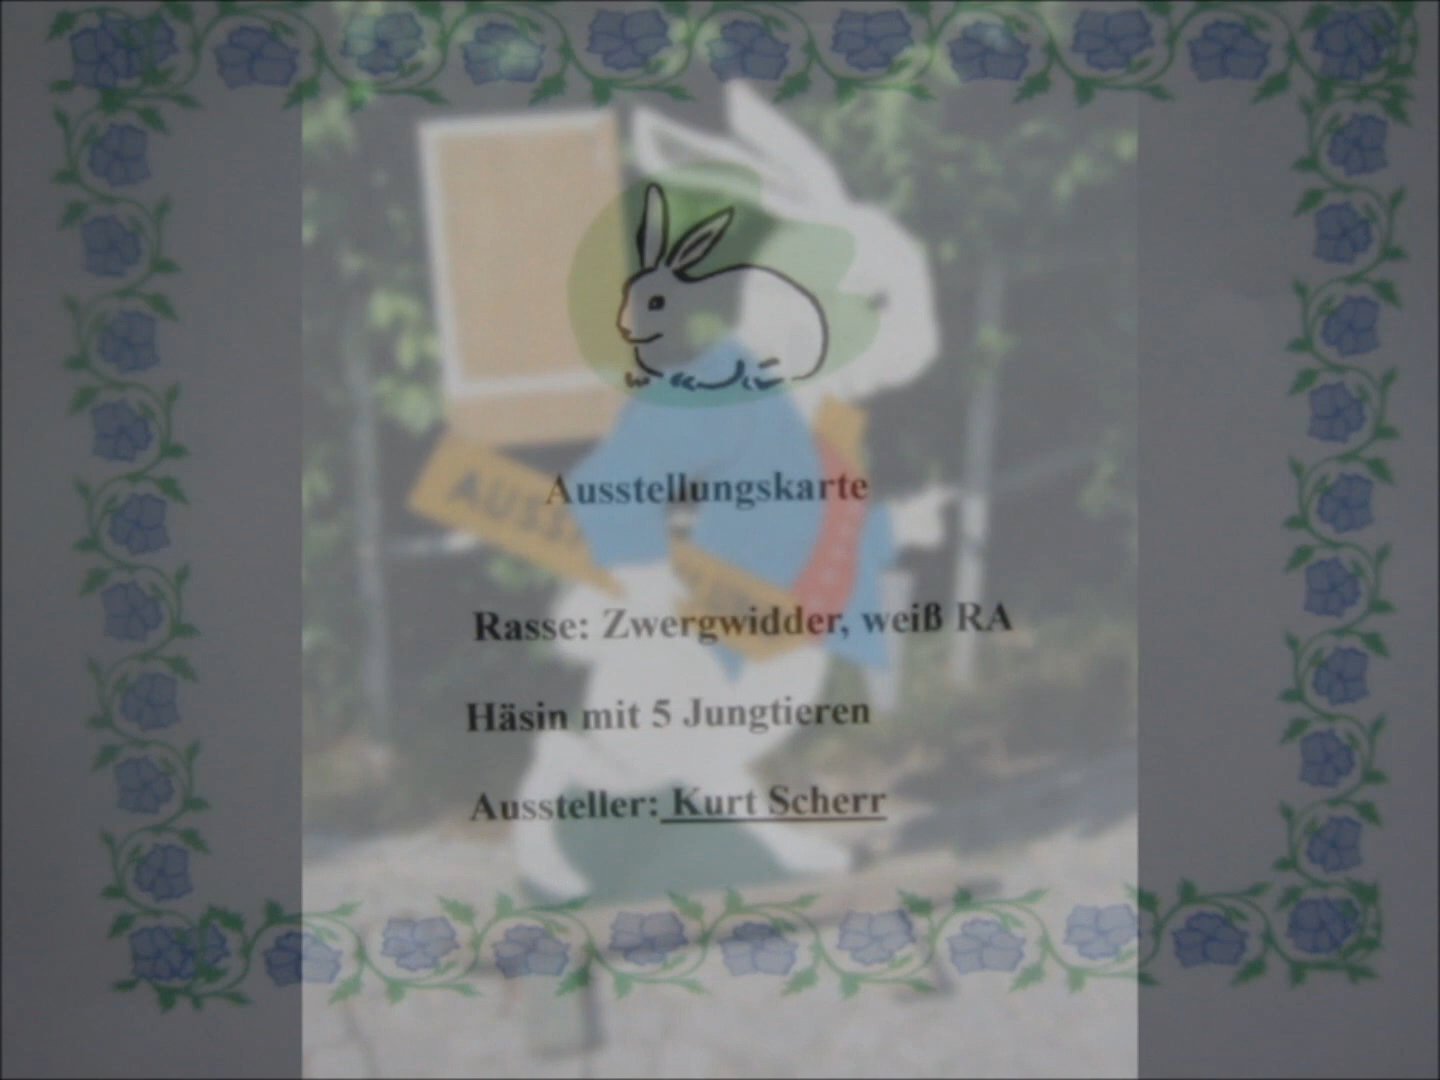 Ausstellungskarte
Rasse: Zwergwidder, weiß RA
Häsin mit 5 Jungtieren
Aussteller: Kurt Scherr